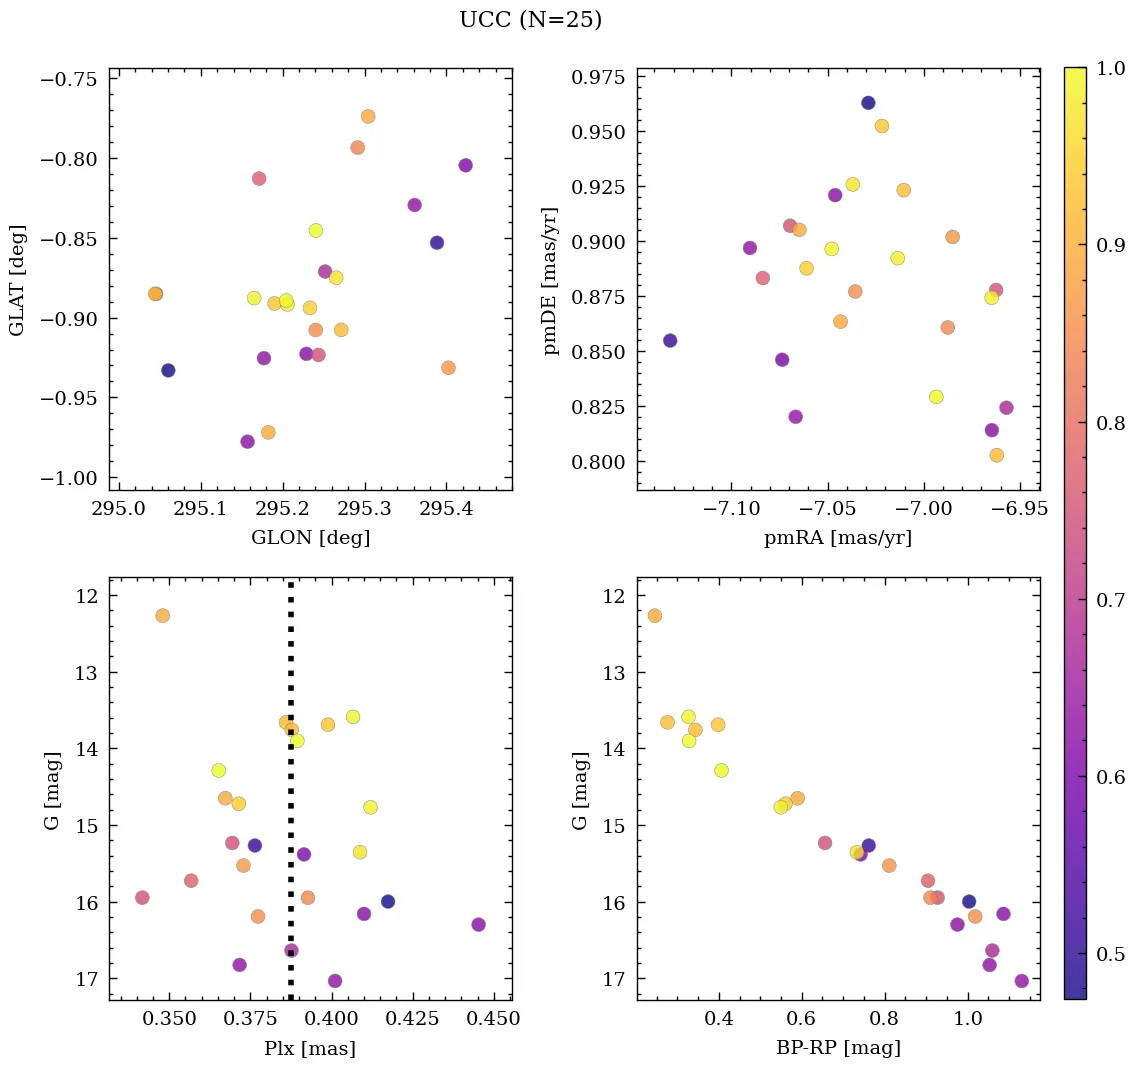 UCC (N=25)
−0.75
−0.80
−0.85
−0.90
−0.95
−1.00
GLAT [deg]
295.0 295.1 295.2 295.3 295.4
GLON [deg]
0.975
0.950
0.925
0.900
0.875
0.850
0.825
0.800
pmDE [mas/yr]
−7.10 −7.05 −7.00 −6.95
pmRA [mas/yr]
12
13
14
15
16
17
G [mag]
0.350 0.375 0.400 0.425 0.450
Plx [mas]
12
13
14
15
16
17
G [mag]
0.4 0.6 0.8 1.0
BP-RP [mag]
1.0
0.9
0.8
0.7
0.6
0.5